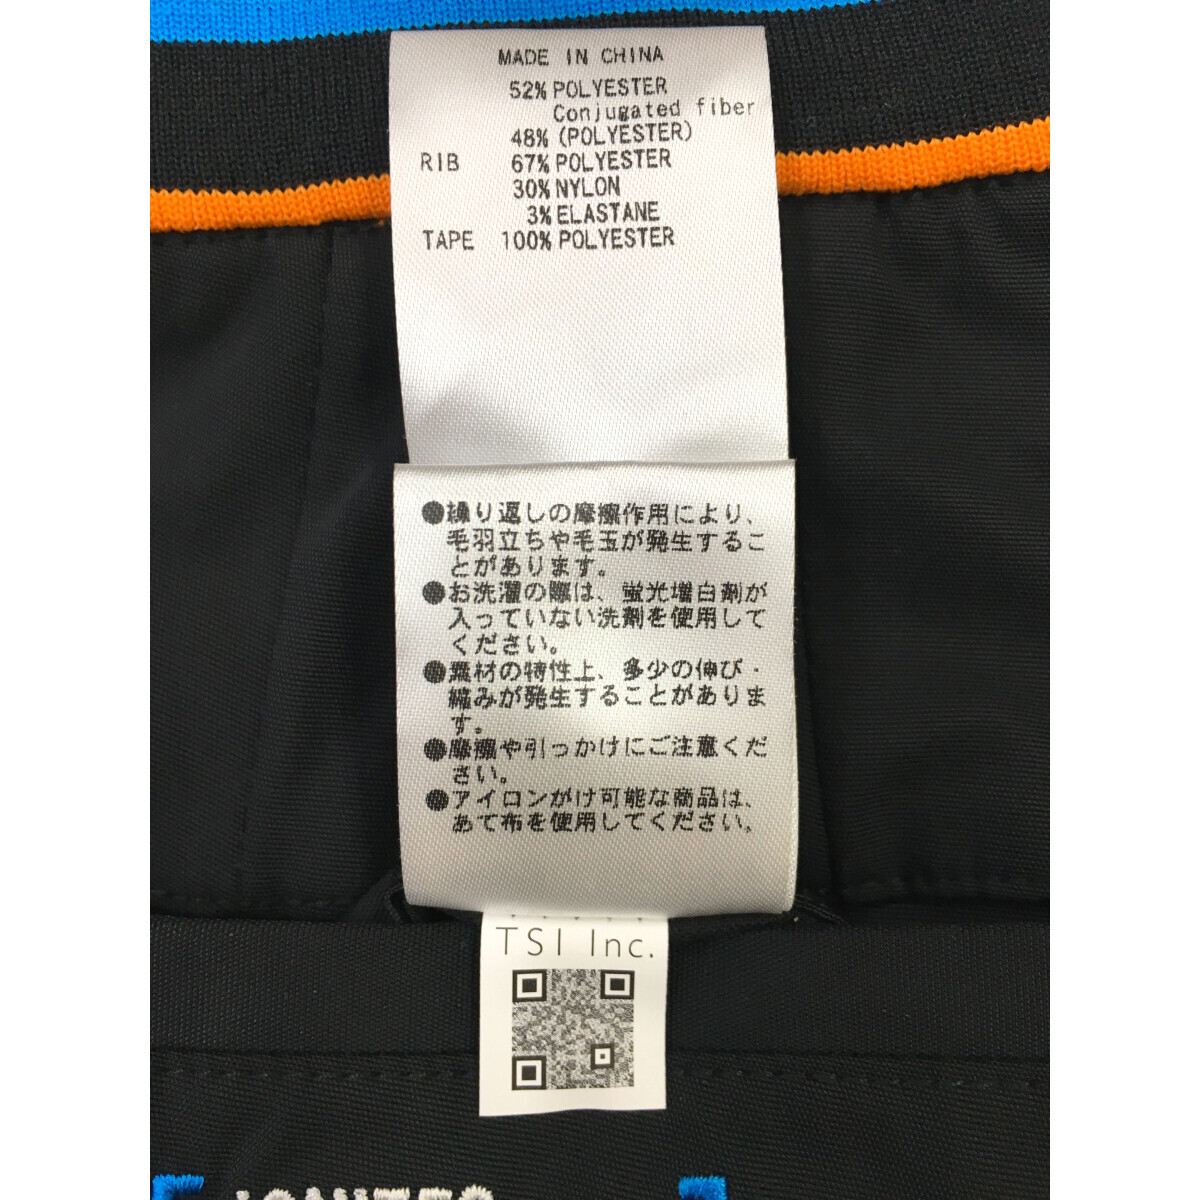 MADE IN CHINA
52% POLYESTER
Conjugated fiber
48% (POLYESTER)
RIB 67% POLYESTER
30% NYLON
3% ELASTANE
TAPE 100% POLYESTER
●繰り返しの摩擦作用により、
毛羽立ちや毛玉が発生するこ
とがあります。
●お洗濯の際は、蛍光増白剤が
入っていない洗剤を使用して
ください。
●素材の特性上、多少の伸び・
縮みが発生することがありま
す。
●摩擦や引っかけにご注意くだ
さい。
●アイロンがけ可能な商品は、
あて布を使用してください。
TSI Inc.